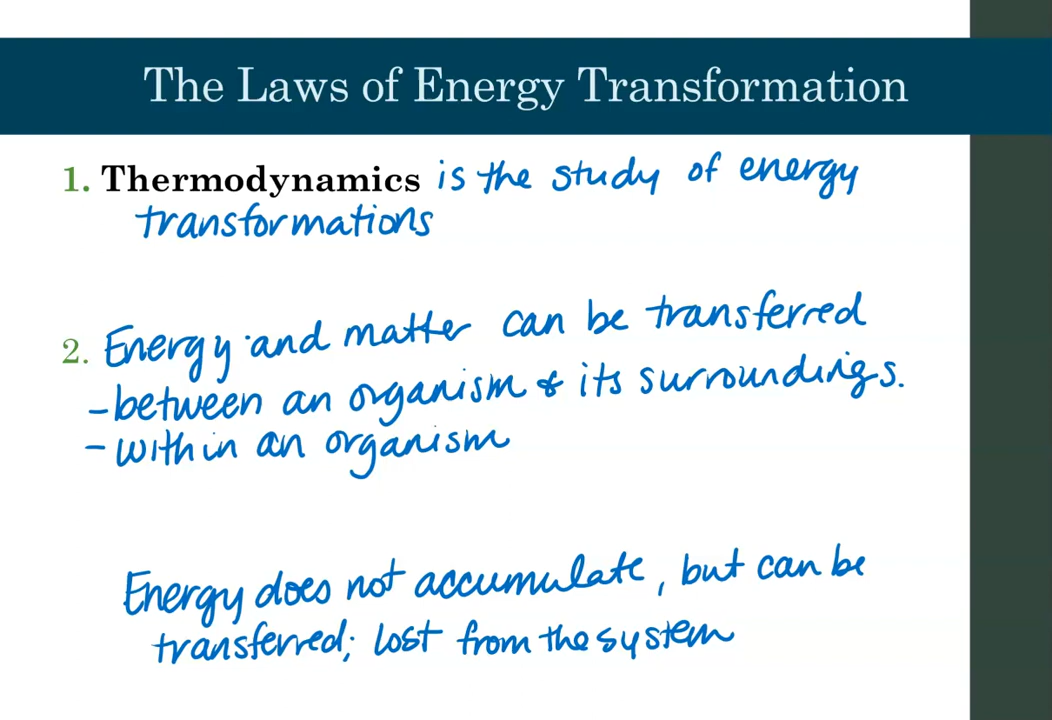 The Laws of Energy Transformation
1. Thermodynamics is the study of energy
transformations
2. Energy and matter can be transferred
- between an organism & its surroundings.
- within an organism
Energy does not accumulate, but can be
transferred; lost from the system